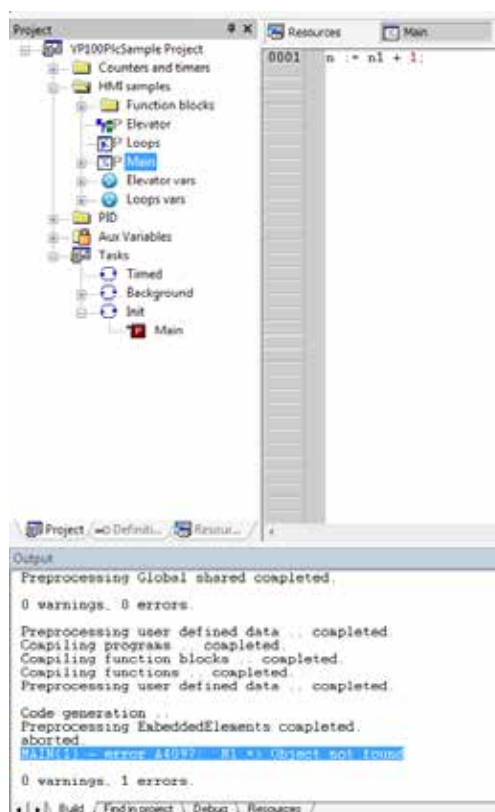 Project
VP100PlcSample Project
Counters and timers
HMI samples
Function blocks
Elevator
Loops
Main
Elevator vars
Loops vars
PID
Aux Variables
Tasks
Timed
Background
Init
Main
Project
Definiti...
Resour...
Resources
Main
0001 n := n1 + 1;
Output
Preprocessing Global shared completed.
0 warnings, 0 errors.
Preprocessing user defined data .. completed.
Compiling programs .. completed.
Compiling function blocks .. completed.
Compiling functions .. completed.
Preprocessing user defined data .. completed.
Code generation ..
Preprocessing EmbeddedElements completed.
aborted.
MAIN(1) - error A4097: N1 => Object not found
0 warnings, 1 errors.
Build / Find in project \ Debug \ Resources /